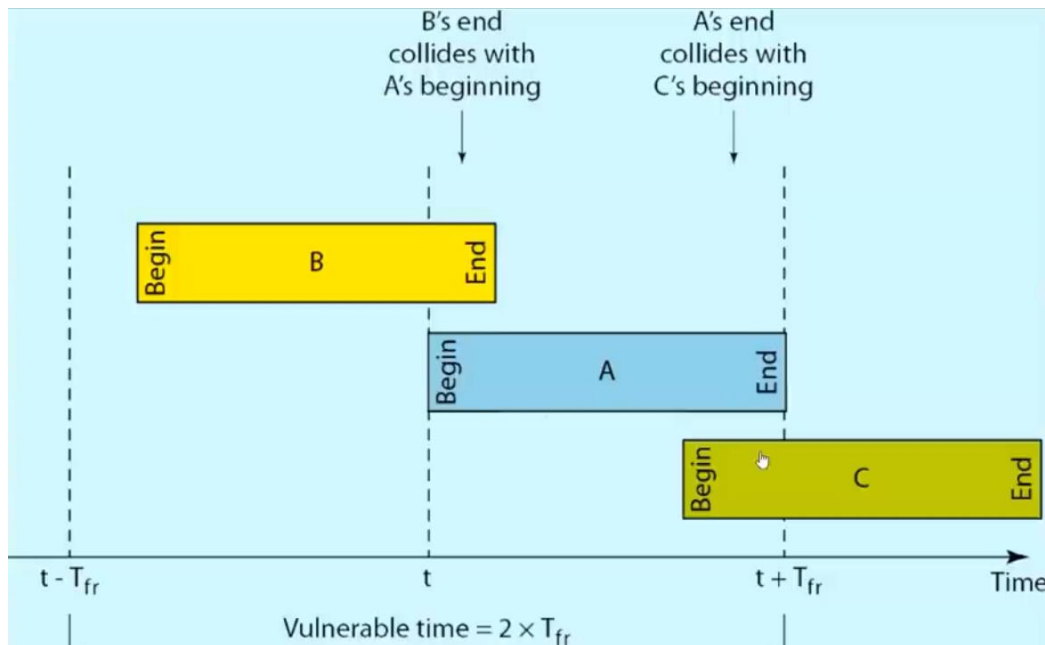 B's end
collides with
A's beginning
A's end
collides with
C's beginning
Begin
B
End
Begin
A
End
Begin
C
End
t - Tfr
t
t + Tfr
Time
Vulnerable time = 2 × Tfr